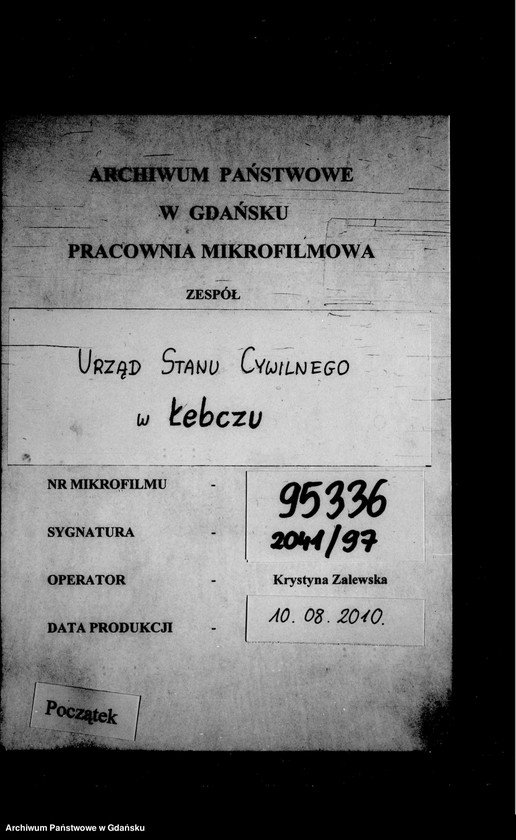 ARCHIWUM PAŃSTWOWE
W GDAŃSKU
PRACOWNIA MIKROFILMOWA
ZESPÓŁ
URZĄD STANU CYWILNEGO
w Łebczu
NR MIKROFILMU - 95336
SYGNATURA - 2041/97
OPERATOR - Krystyna Zalewska
DATA PRODUKCJI - 10.08.2010.
Początek
Archiwum Państwowe w Gdańsku